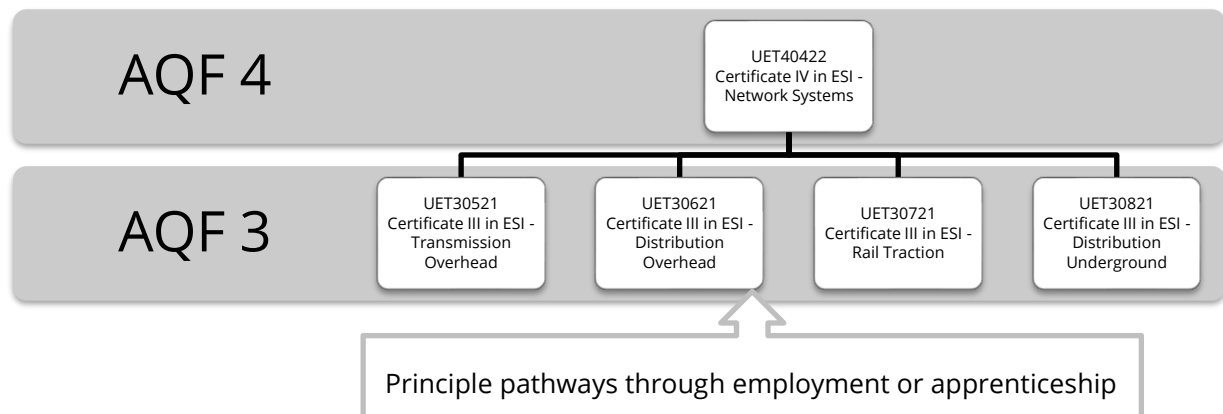 AQF 4
UET40422
Certificate IV in ESI -
Network Systems
AQF 3
UET30521
Certificate III in ESI -
Transmission
Overhead
UET30621
Certificate III in ESI -
Distribution
Overhead
UET30721
Certificate III in ESI -
Rail Traction
UET30821
Certificate III in ESI -
Distribution
Underground
Principle pathways through employment or apprenticeship